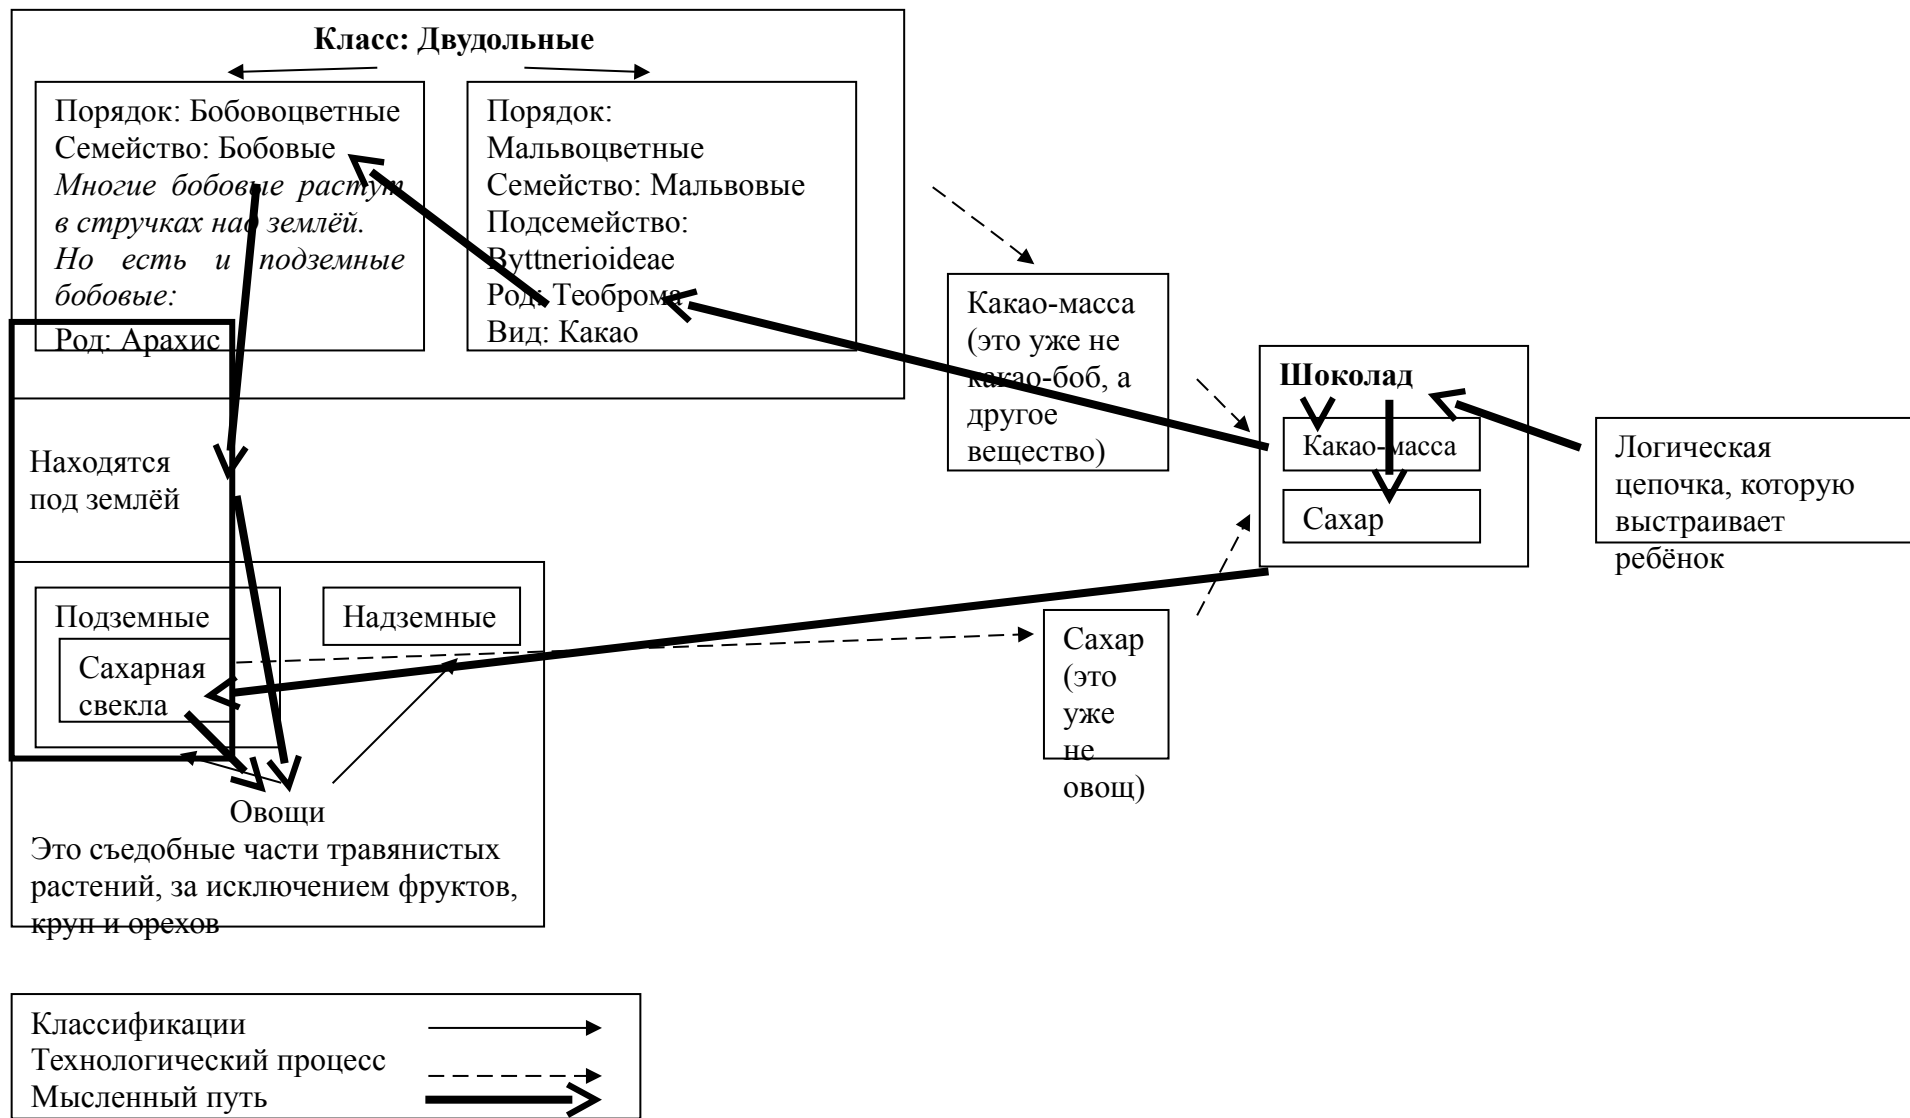 Класс: Двудольные
Порядок: Бобовоцветные
Семейство: Бобовые
Многие бобовые растут
в стручках над землёй.
Но есть и подземные
бобовые:
Род: Арахис
Порядок:
Мальвоцветные
Семейство: Мальвовые
Подсемейство:
Byttnerioideae
Род: Теоброма
Вид: Какао
Какао-масса
(это уже не
какао-боб, а
другое
вещество)
Шоколад
Какао-масса
Сахар
Логическая
цепочка, которую
выстраивает
ребёнок
Находятся
под землёй
Подземные
Сахарная
свекла
Надземные
Сахар
(это
уже
не
овощ)
Овощи
Это съедобные части травянистых
растений, за исключением фруктов,
круп и орехов
Классификации
Технологический процесс
Мысленный путь